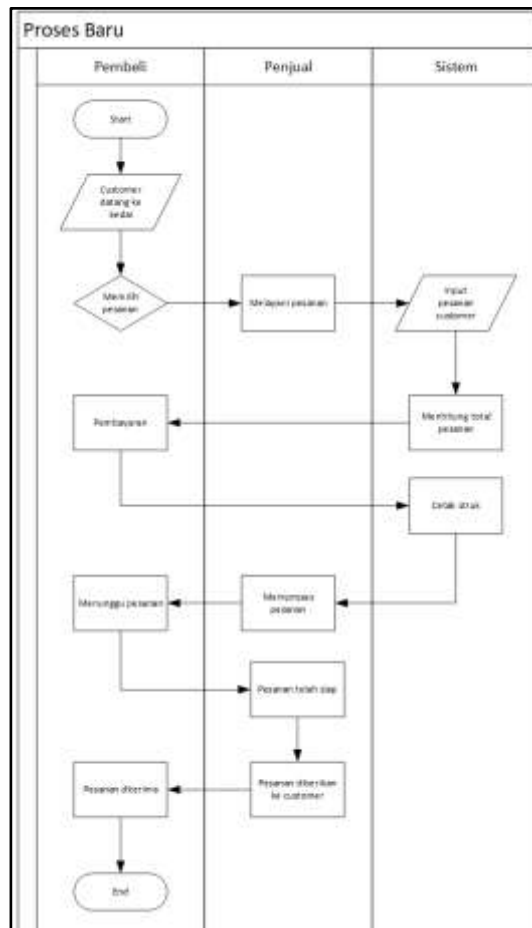 Proses Baru
Pembeli
Penjual
Sistem
Start
Customer
datang ke
kedai
Memilih
pesanan
Melayani pesanan
Input
pesanan
customer
Pembayaran
Menhitung total
pesanan
Cetak struk
Menunggu pesanan
Memproses
pesanan
Pesanan telah siap
Pesanan diterima
Pesanan diberikan
ke customer
End